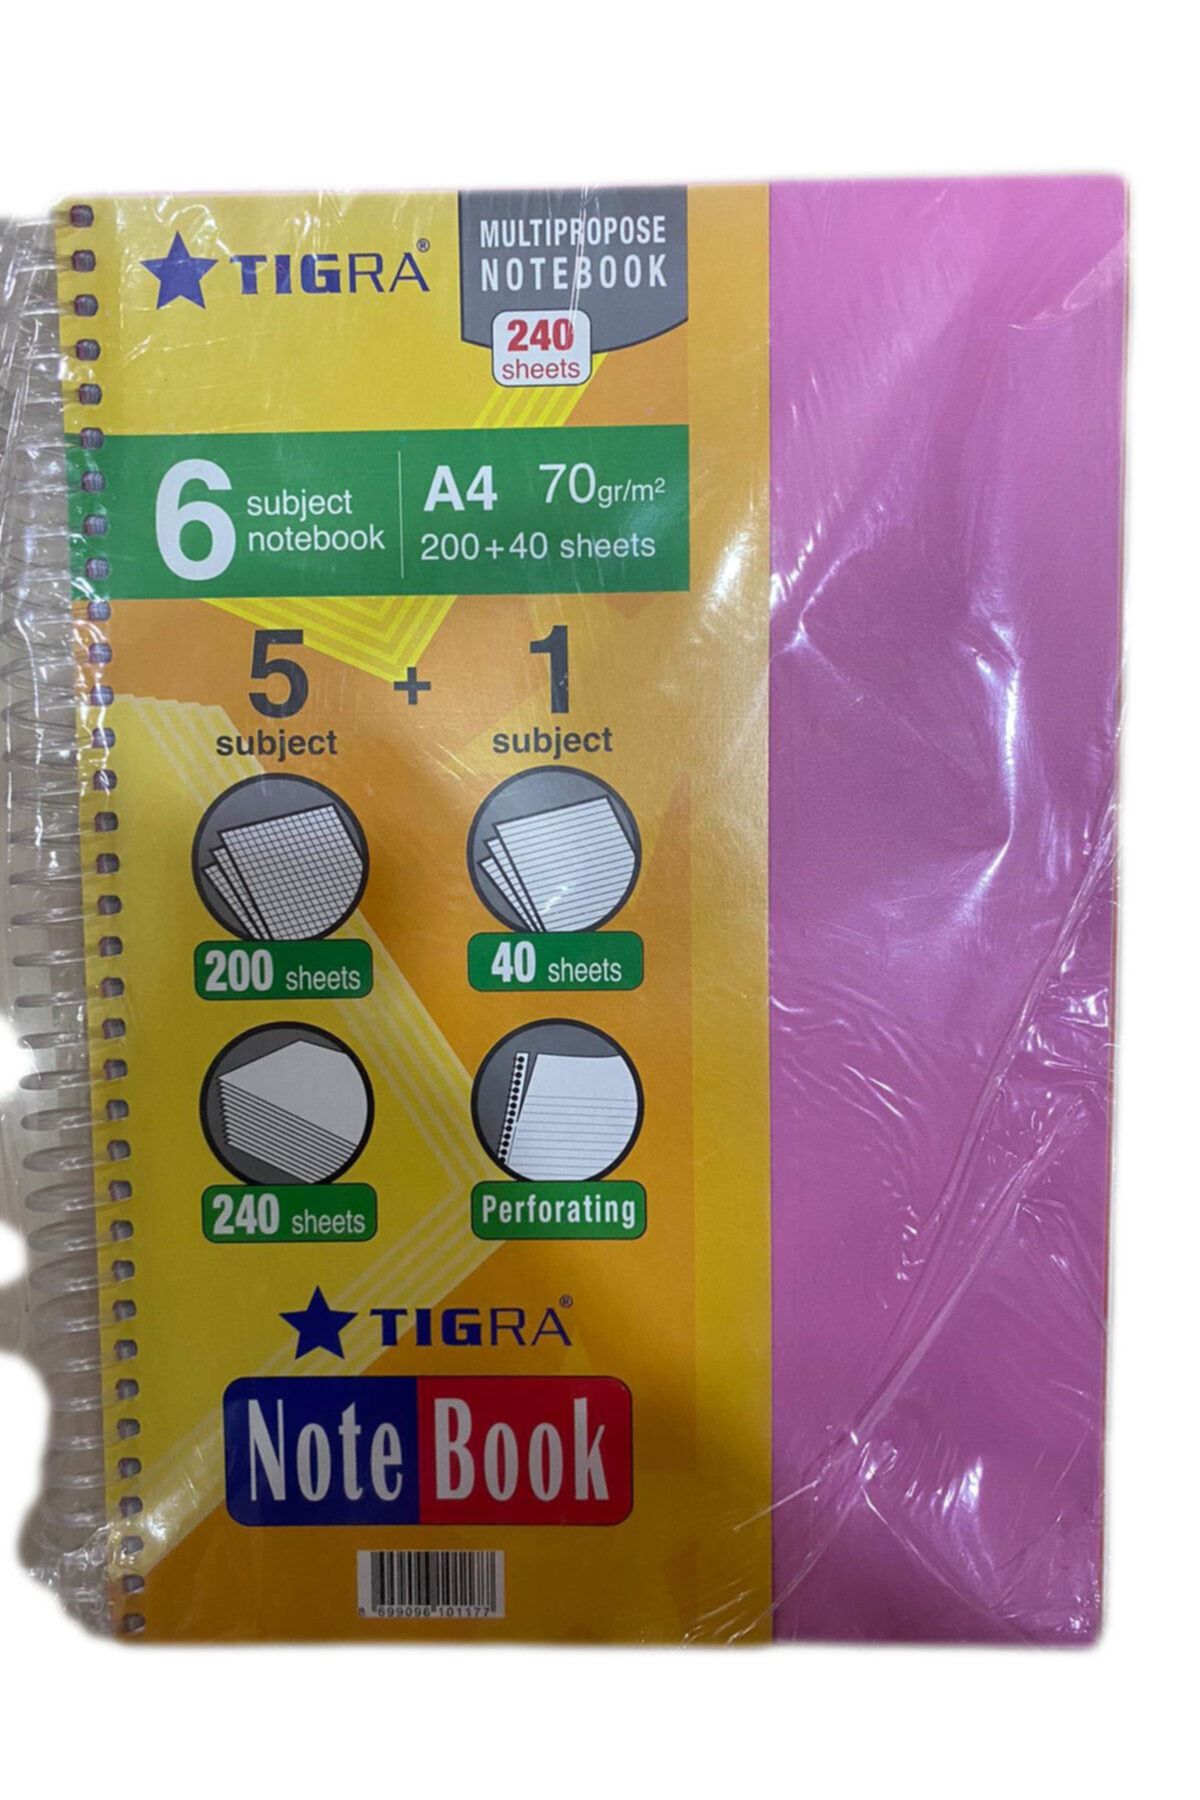 TIGRA®
MULTIPROPOSE
NOTEBOOK
240
sheets
6 subject
notebook
A4 70gr/m²
200+40 sheets
5 + 1
subject subject
200 sheets
40 sheets
240 sheets
Perforating
TIGRA®
Note Book
8 699096 101177